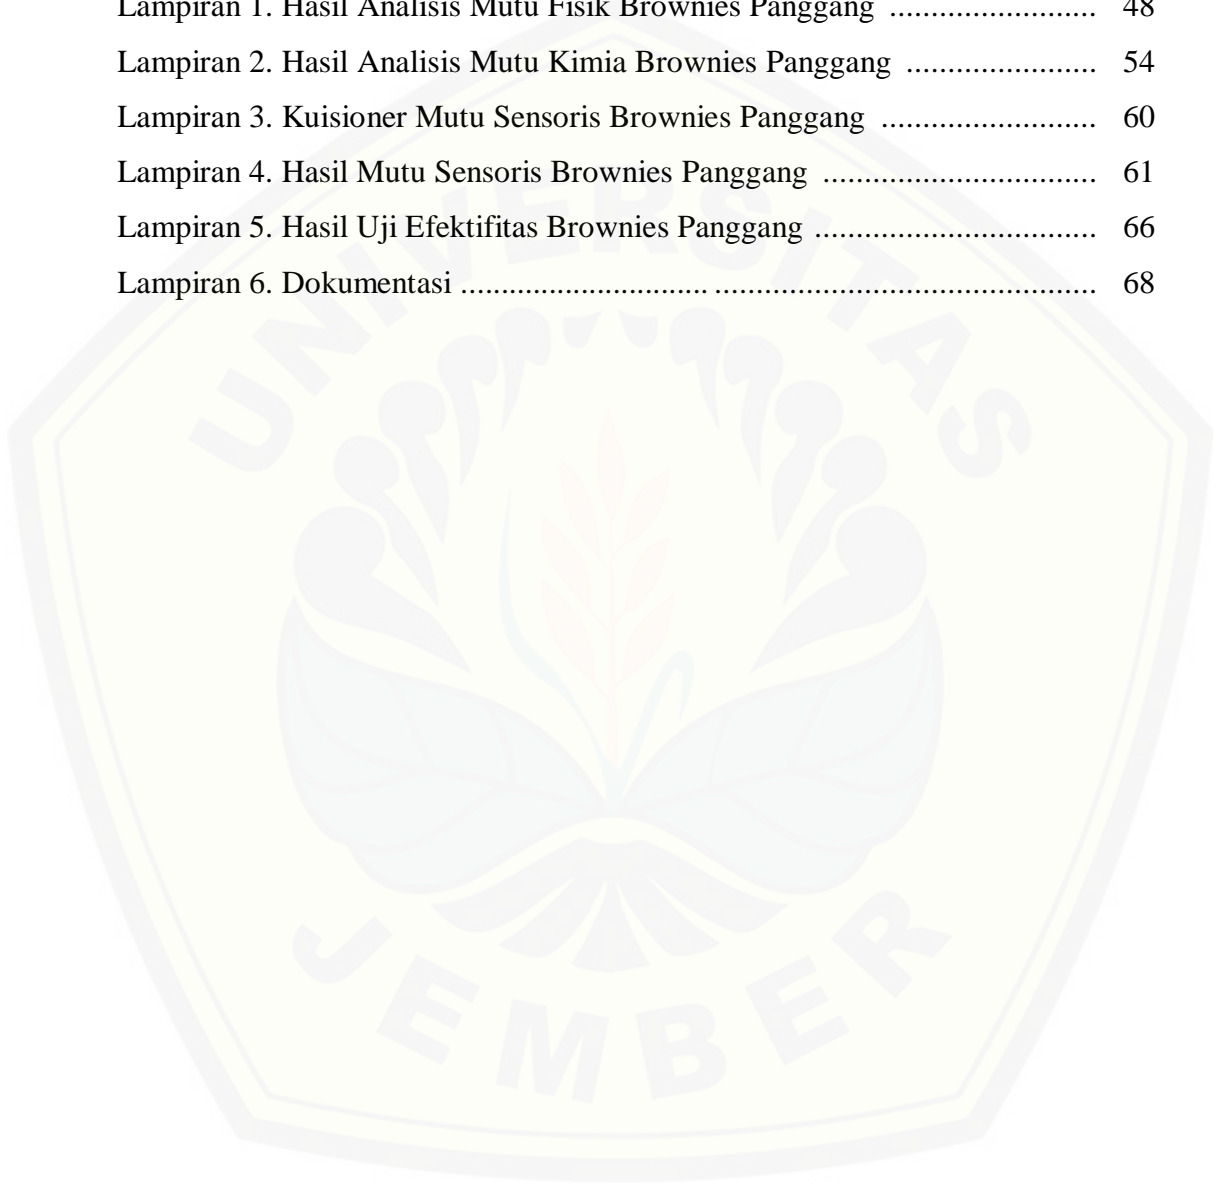 Lampiran 1. Hasil Analisis Mutu Fisik Brownies Panggang ......................... 48
Lampiran 2. Hasil Analisis Mutu Kimia Brownies Panggang ....................... 54
Lampiran 3. Kuisioner Mutu Sensoris Brownies Panggang .......................... 60
Lampiran 4. Hasil Mutu Sensoris Brownies Panggang ................................. 61
Lampiran 5. Hasil Uji Efektifitas Brownies Panggang .................................. 66
Lampiran 6. Dokumentasi .............................. .............................................. 68
UNIVERSITAS
JEMBER